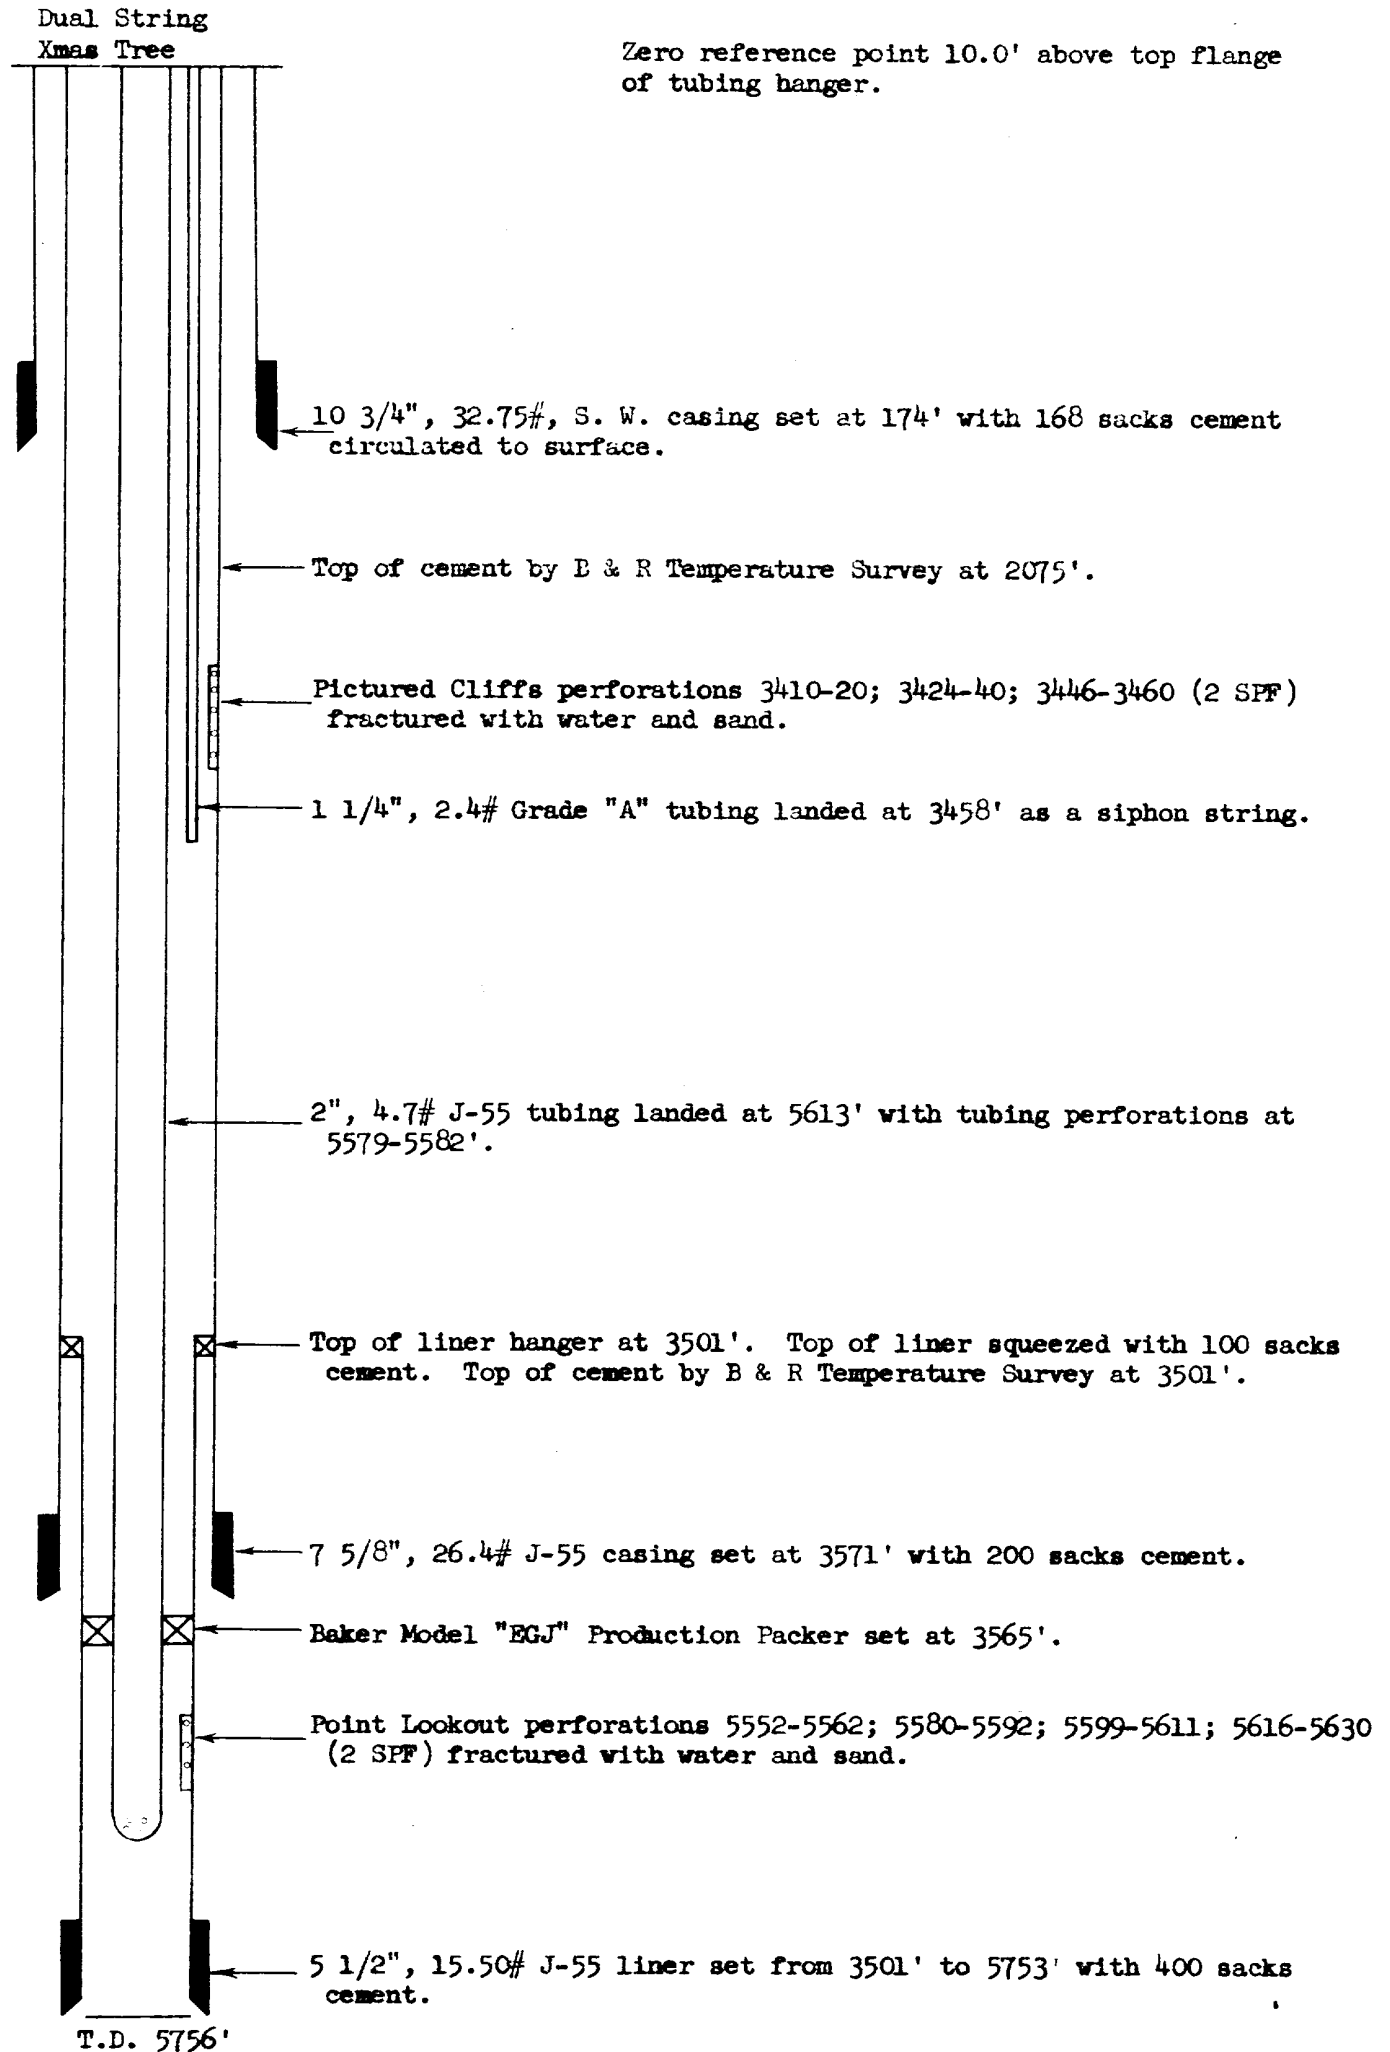 Dual String
Xmas Tree
Zero reference point 10.0' above top flange
of tubing hanger.
10 3/4", 32.75#, S. W. casing set at 174' with 168 sacks cement
circulated to surface.
Top of cement by B & R Temperature Survey at 2075'.
Pictured Cliffs perforations 3410-20; 3424-40; 3446-3460 (2 SPF)
fractured with water and sand.
1 1/4", 2.4# Grade "A" tubing landed at 3458' as a siphon string.
2", 4.7# J-55 tubing landed at 5613' with tubing perforations at
5579-5582'.
Top of liner hanger at 3501'. Top of liner squeezed with 100 sacks
cement. Top of cement by B & R Temperature Survey at 3501'.
7 5/8", 26.4# J-55 casing set at 3571' with 200 sacks cement.
Baker Model "EGJ" Production Packer set at 3565'.
Point Lookout perforations 5552-5562; 5580-5592; 5599-5611; 5616-5630
(2 SPF) fractured with water and sand.
5 1/2", 15.50# J-55 liner set from 3501' to 5753' with 400 sacks
cement.
T.D. 5756'